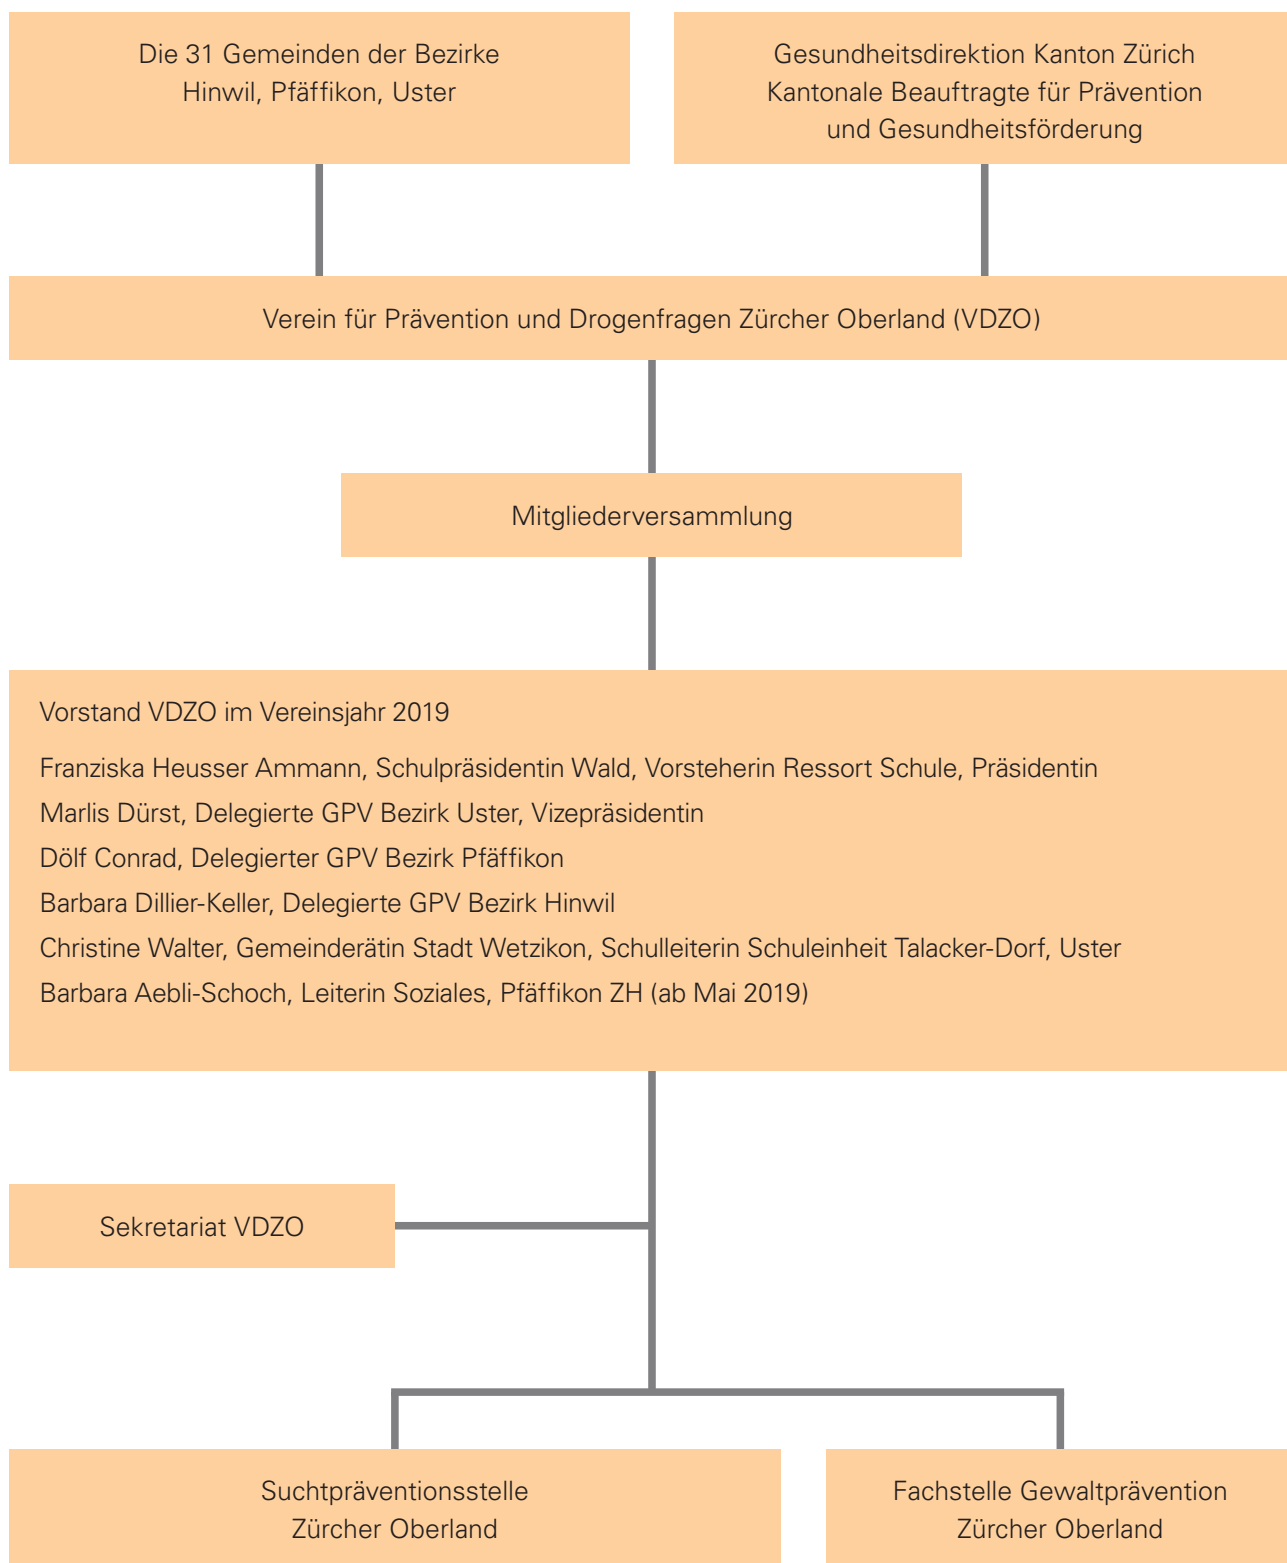 Die 31 Gemeinden der Bezirke
Hinwil, Pfäffikon, Uster
Gesundheitsdirektion Kanton Zürich
Kantonale Beauftragte für Prävention
und Gesundheitsförderung
Verein für Prävention und Drogenfragen Zürcher Oberland (VDZO)
Mitgliederversammlung
Vorstand VDZO im Vereinsjahr 2019
Franziska Heusser Ammann, Schulpräsidentin Wald, Vorsteherin Ressort Schule, Präsidentin
Marlis Dürst, Delegierte GPV Bezirk Uster, Vizepräsidentin
Dölf Conrad, Delegierter GPV Bezirk Pfäffikon
Barbara Dillier-Keller, Delegierte GPV Bezirk Hinwil
Christine Walter, Gemeinderätin Stadt Wetzikon, Schulleiterin Schuleinheit Talacker-Dorf, Uster
Barbara Aebli-Schoch, Leiterin Soziales, Pfäffikon ZH (ab Mai 2019)
Sekretariat VDZO
Suchtpräventionsstelle
Zürcher Oberland
Fachstelle Gewaltprävention
Zürcher Oberland